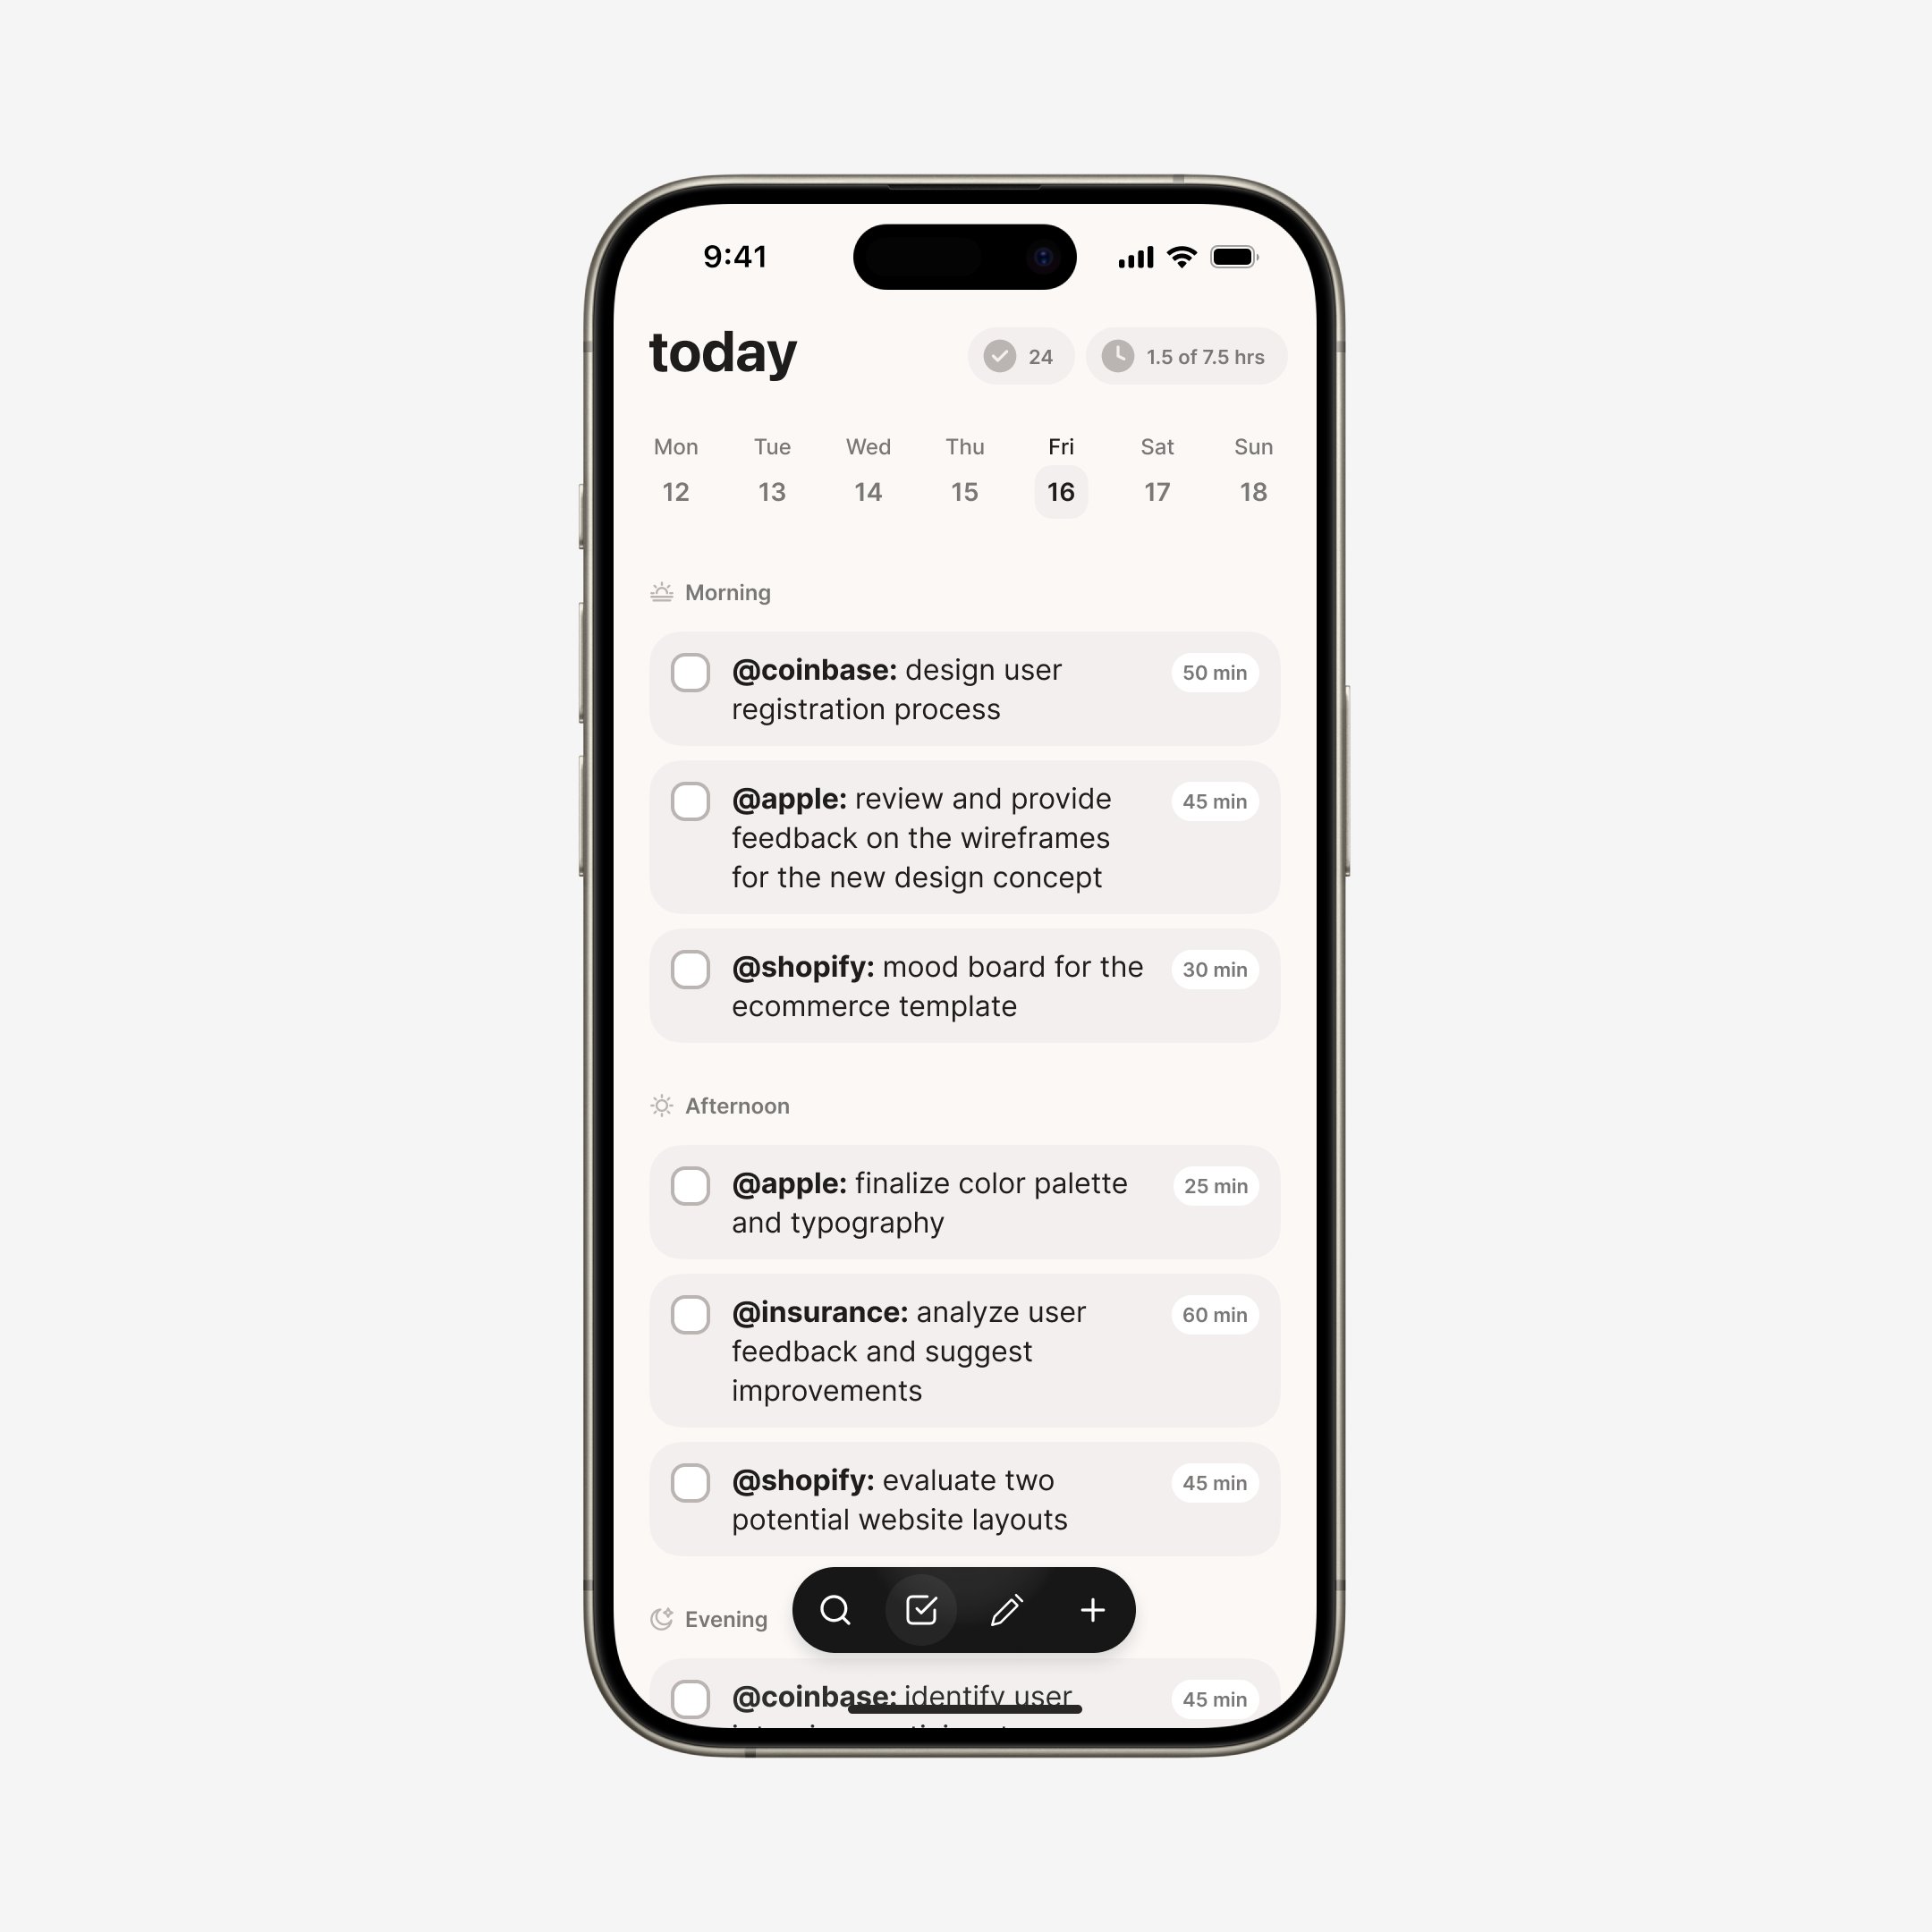 9:41
today
24
1.5 of 7.5 hrs
Mon Tue Wed Thu Fri Sat Sun
12 13 14 15 16 17 18
Morning
@coinbase: design user
registration process
50 min
@apple: review and provide
feedback on the wireframes
for the new design concept
45 min
@shopify: mood board for the
ecommerce template
30 min
Afternoon
@apple: finalize color palette
and typography
25 min
@insurance: analyze user
feedback and suggest
improvements
60 min
@shopify: evaluate two
potential website layouts
45 min
Evening
@coinbase: identify user
45 min